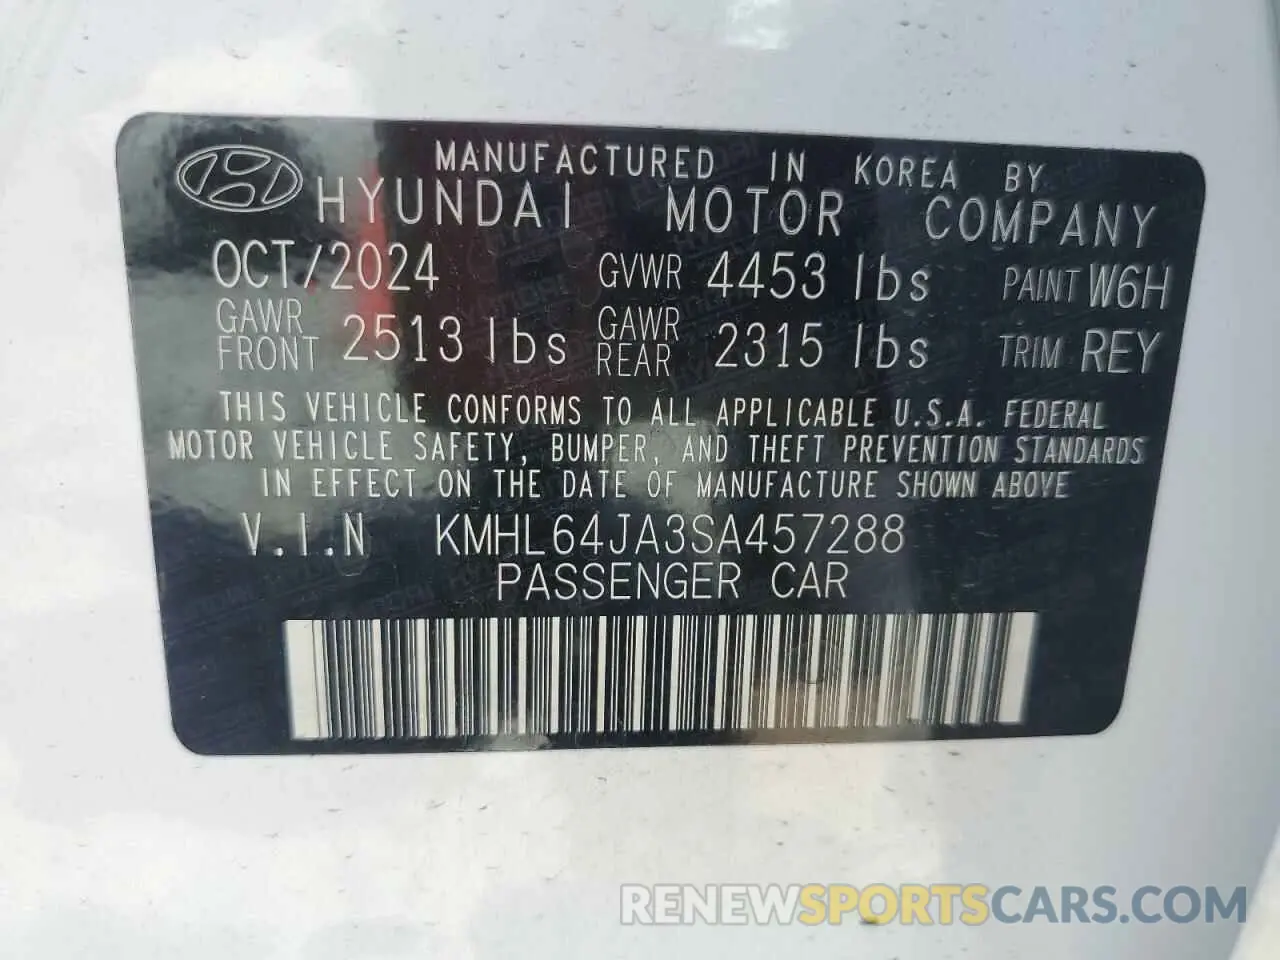 MANUFACTURED IN KOREA BY
HYUNDAI MOTOR COMPANY
OCT/2024 GVWR 4453 lbs PAINT W6H
GAWR FRONT 2513 lbs GAWR REAR 2315 lbs TRIM REY
THIS VEHICLE CONFORMS TO ALL APPLICABLE U.S.A. FEDERAL
MOTOR VEHICLE SAFETY, BUMPER, AND THEFT PREVENTION STANDARDS
IN EFFECT ON THE DATE OF MANUFACTURE SHOWN ABOVE
V.I.N KMHL64JA3SA457288
PASSENGER CAR
RENEWSPORTSCARS.COM